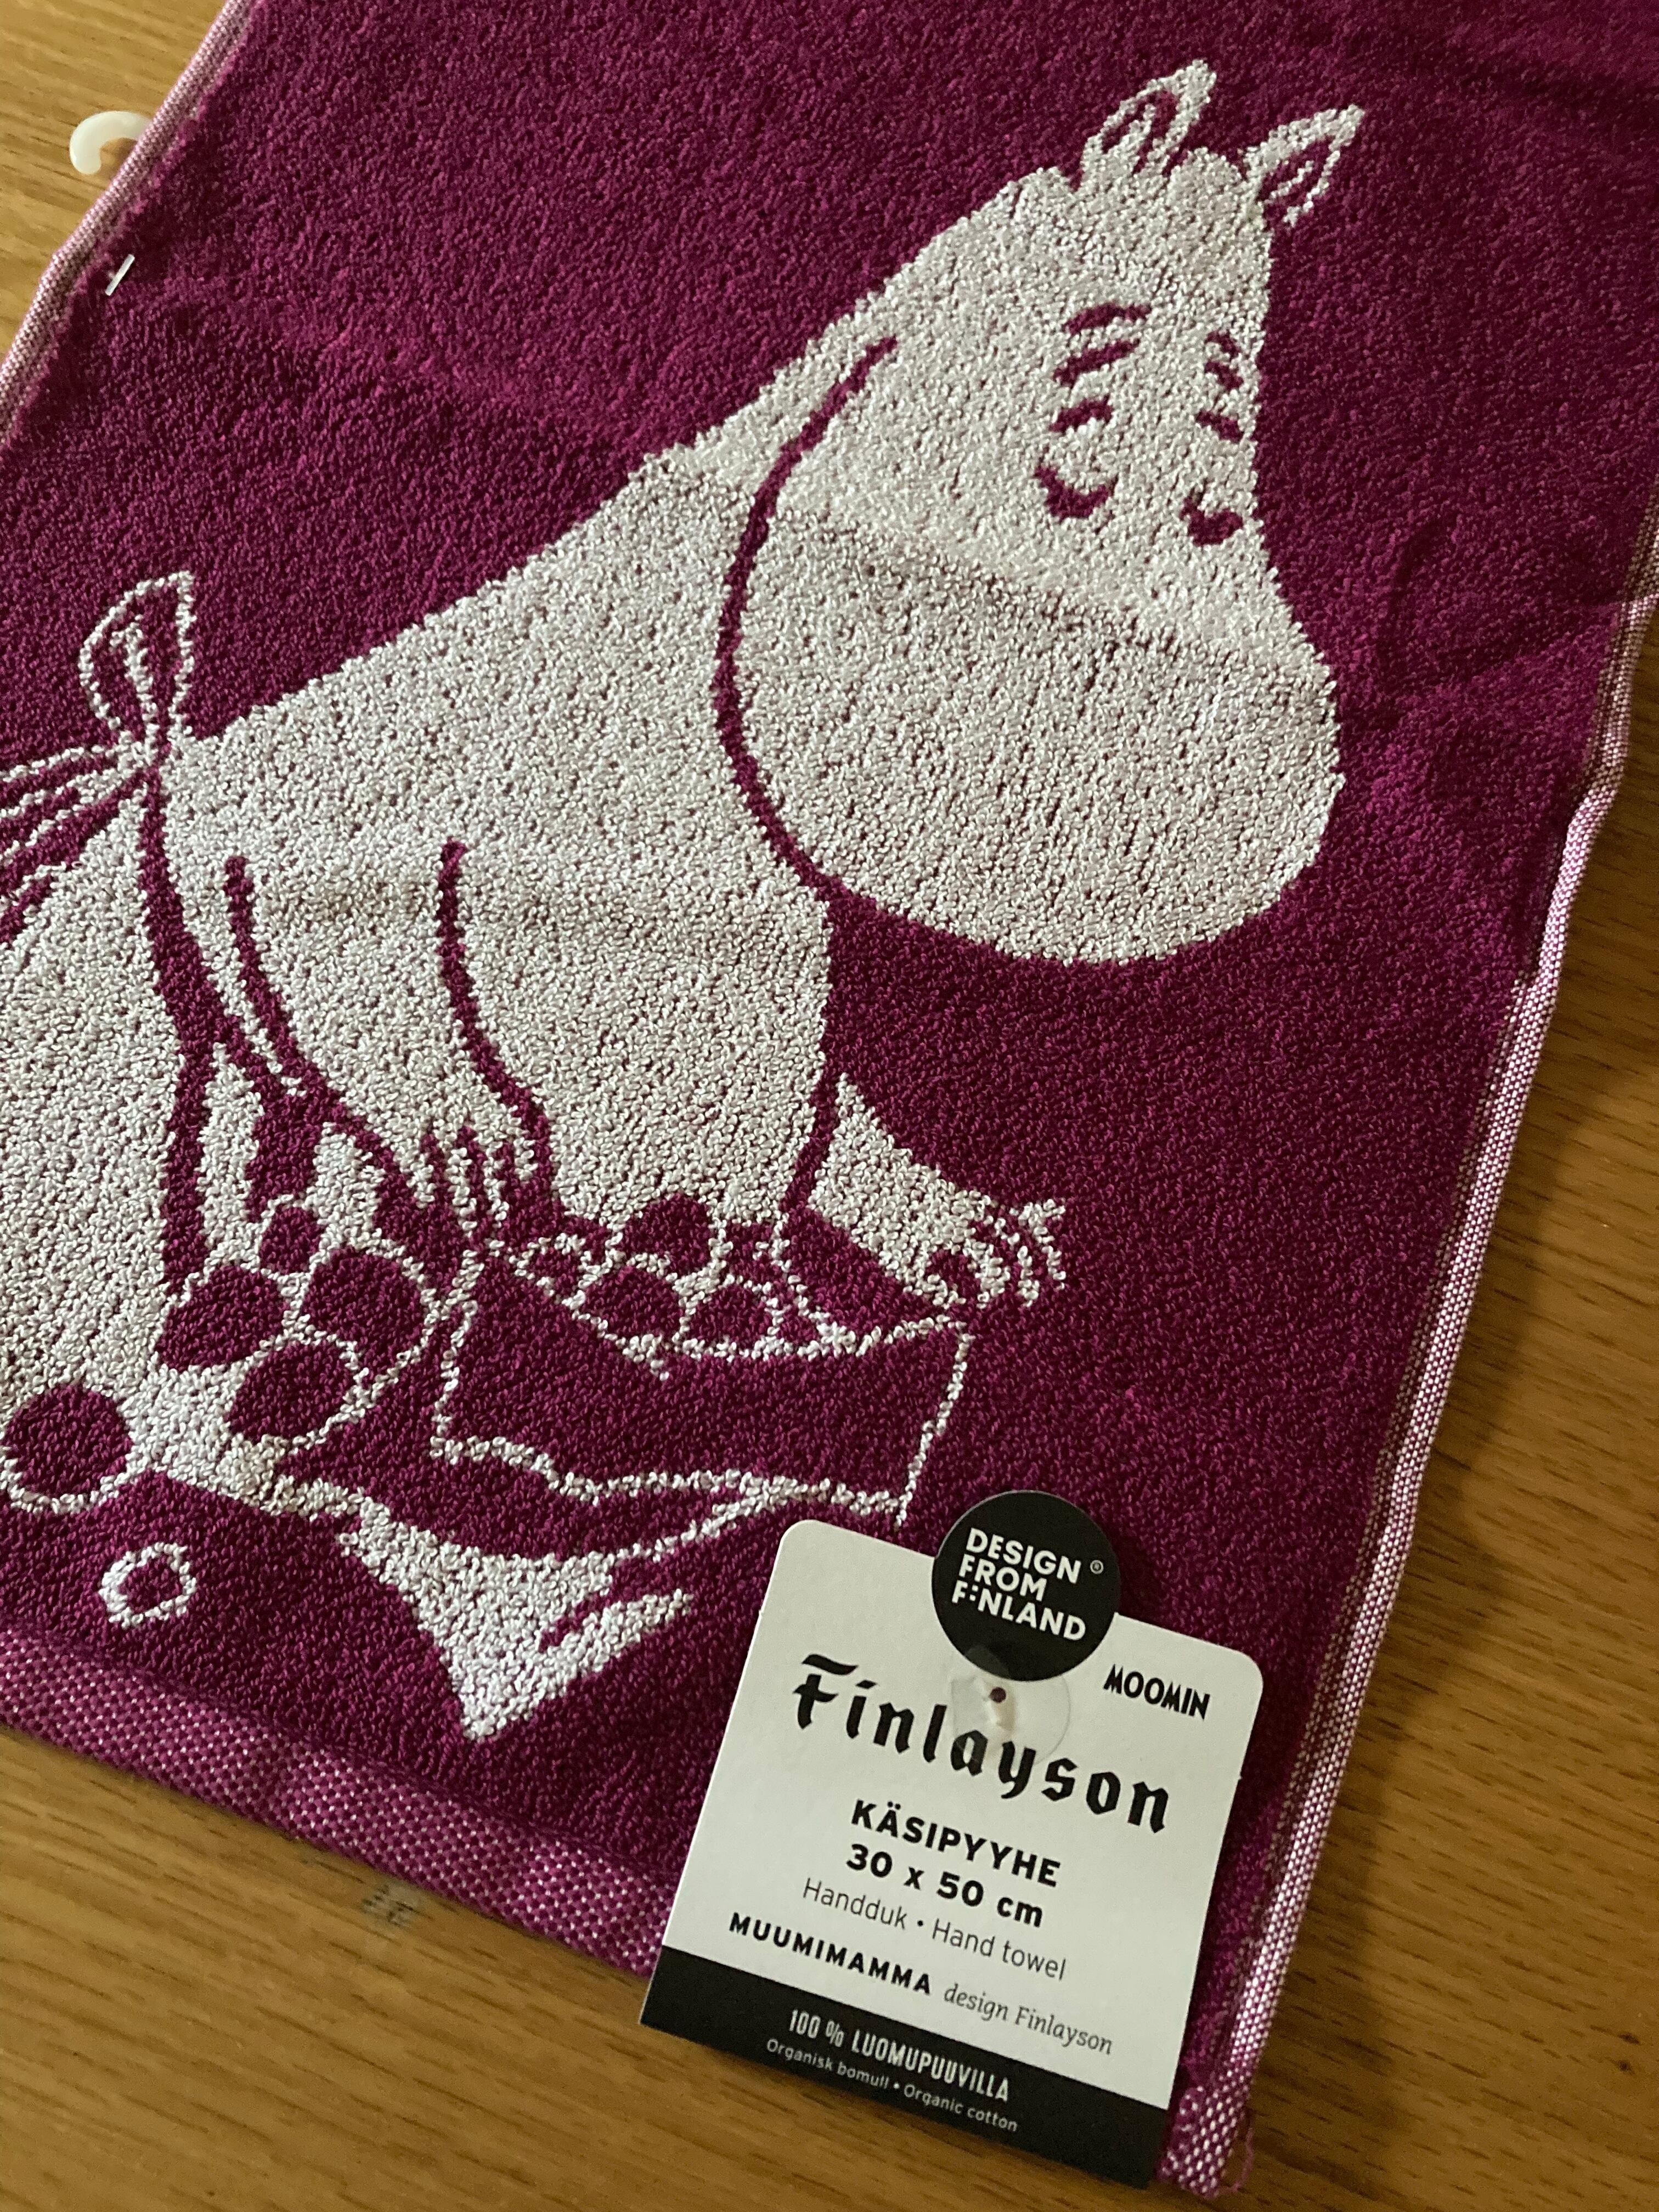 DESIGN ®
FROM
FINLAND
MOOMIN
Finlayson
KÄSIPYYHE
30 x 50 cm
Handduk • Hand towel
MUUMIMAMMA design Finlayson
100 % LUOMUPUUVILLA
Organisk bomull • Organic cotton